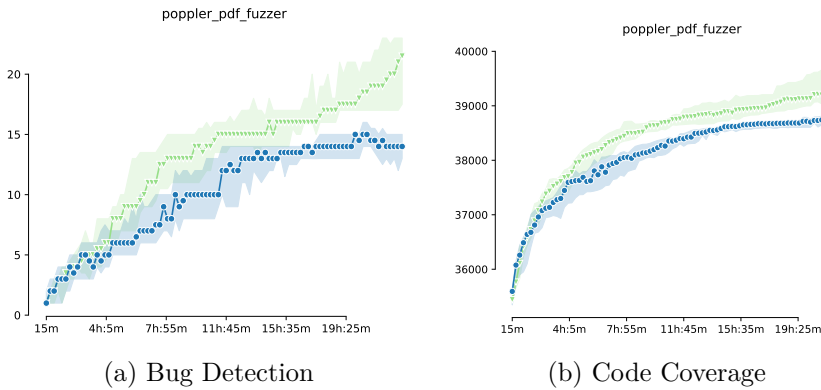 poppler_pdf_fuzzer
20
15
10
5
0
15m 4h:5m 7h:55m 11h:45m 15h:35m 19h:25m
(a) Bug Detection
poppler_pdf_fuzzer
40000
39000
38000
37000
36000
15m 4h:5m 7h:55m 11h:45m 15h:35m 19h:25m
(b) Code Coverage